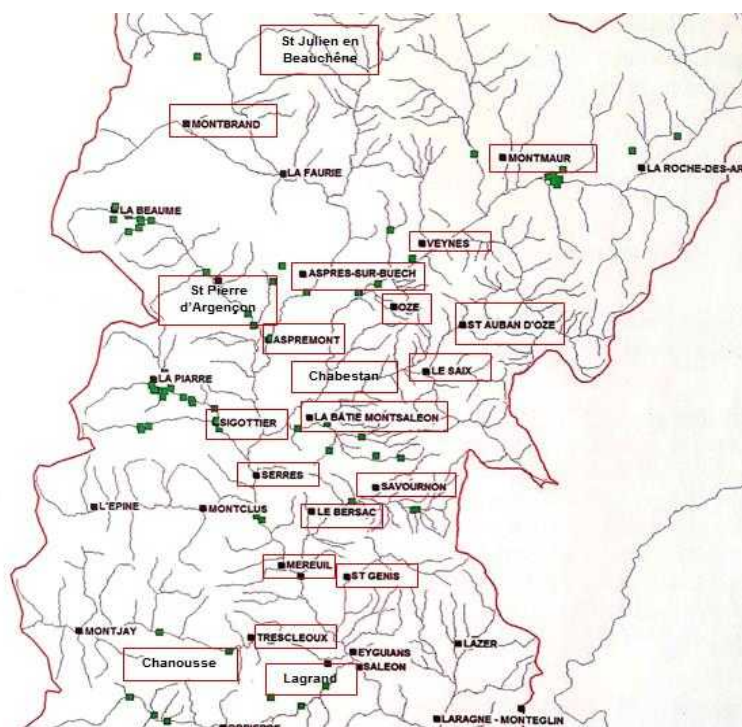 St Julien en
Beauchêne
MONTBRAND
MONTMAUR
LA FAURIE
LA ROCHE-DES-AR
LA BEAUME
VEYNES
ASPRES-SUR-BUECH
St Pierre
d'Argençon
OZE
ST AUBAN D'OZE
ASPREMONT
LE SAIX
Chabestan
LA PIARRE
LA BÂTIE MONTSALEON
SIGOTTIER
SERRES
SAVOURNON
L'EPINE
MONTCLUS
LE BERSAC
MEREUIL
ST GENIS
MONTJAY
TRESCLEOUX
LAZER
EYGUIANS
SALEON
Chanousse
Lagrand
LARAGNE - MONTEGLIN